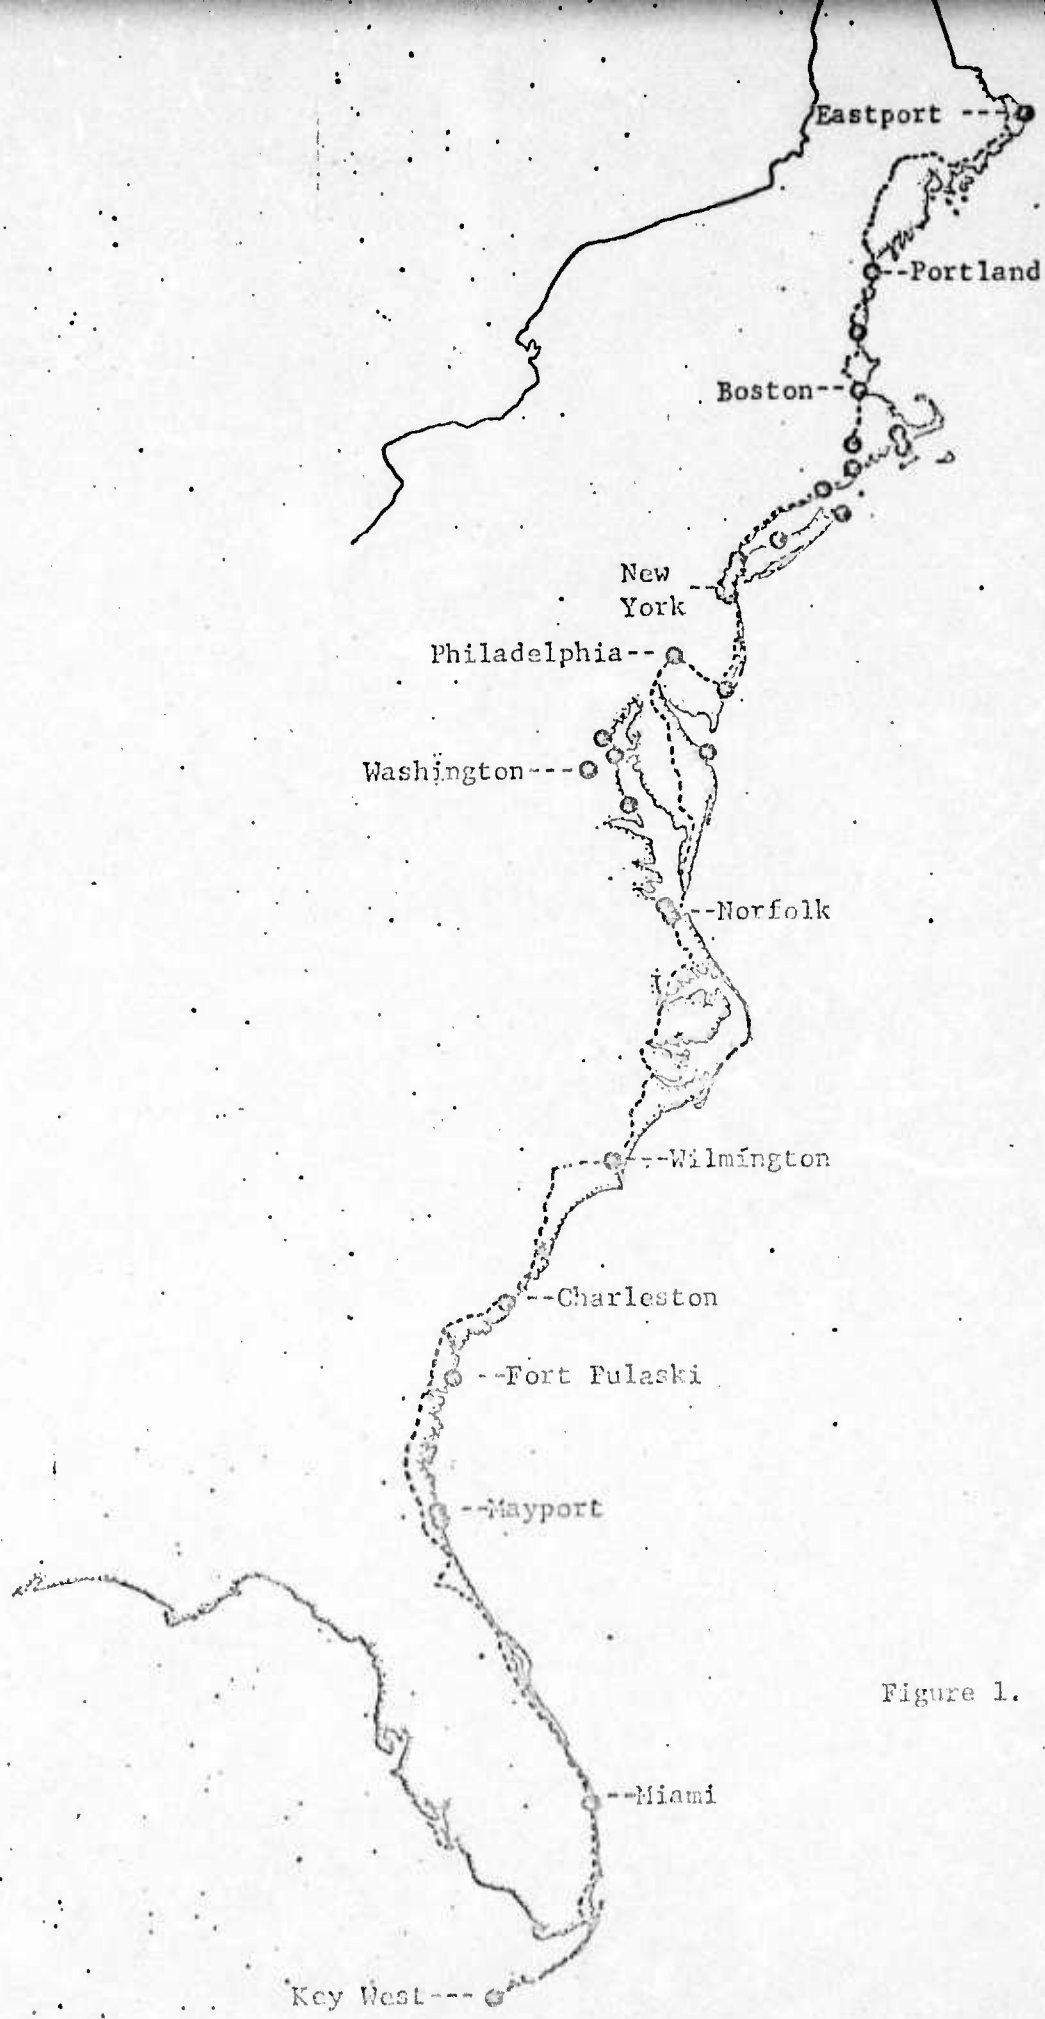 Eastport ---
--Portland
Boston--
New
York --
Philadelphia--
Washington---
--Norfolk
---Wilmington
--Charleston
--Fort Pulaski
--Mayport
Figure 1.
--Miami
Key West---